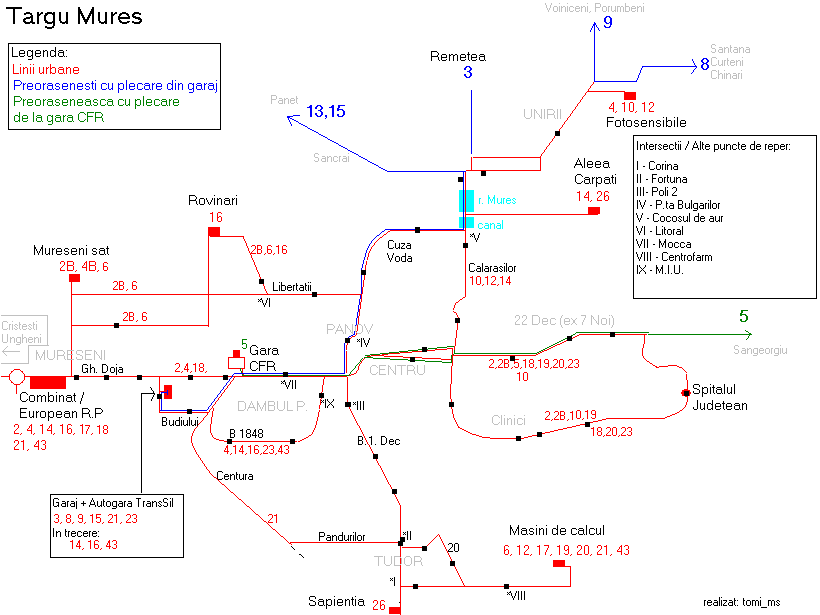 Targu Mures
Legenda:
Linii urbane
Preorasenesti cu plecare din garaj
Preoraseneasca cu plecare
de la gara CFR
Voiniceni, Porumbeni
9
Santana
Curteni
Chinari
8
Remetea
3
Panet
13,15
Sancrai
UNIRII
4, 10, 12
Fotosensibile
Intersectii / Alte puncte de reper:
I - Corina
II - Fortuna
III- Poli 2
IV - P.ta Bulgarilor
V - Cocosul de aur
VI - Litoral
VII - Mocca
VIII - Centrofarm
IX - M.I.U.
Aleea
Carpati
14, 26
r. Mures
canal
*V
Rovinari
16
Mureseni sat
2B, 4B, 6
2B,6,16
Cuza
Voda
Calarasilor
10,12,14
2B, 6
Libertatii
*VI
2B, 6
Cristesti
Ungheni
MURESENI
PANOV
*IV
22 Dec (ex 7 Noi)
5
Sangeorgiu
5
Gara
CFR
CENTRU
Gh. Doja
2,4,18,
*VII
2,2B,5,18,19,20,23
10
Combinat /
European R.P
2, 4, 14, 16, 17, 18
21, 43
Budiului
DAMBUL P.
*IX
*III
Spitalul
Judetean
Clinici
2,2B,10,19
18,20,23
B 1848
4,14,16,23,43
B.1. Dec
Centura
Garaj + Autogara TransSil
3, 8, 9, 15, 21, 23
In trecere:
14, 16, 43
21
Pandurilor
*II
20
TUDOR
Masini de calcul
6, 12, 17, 19, 20, 21, 43
*I
*VIII
Sapientia
26
realizat: tomi_ms